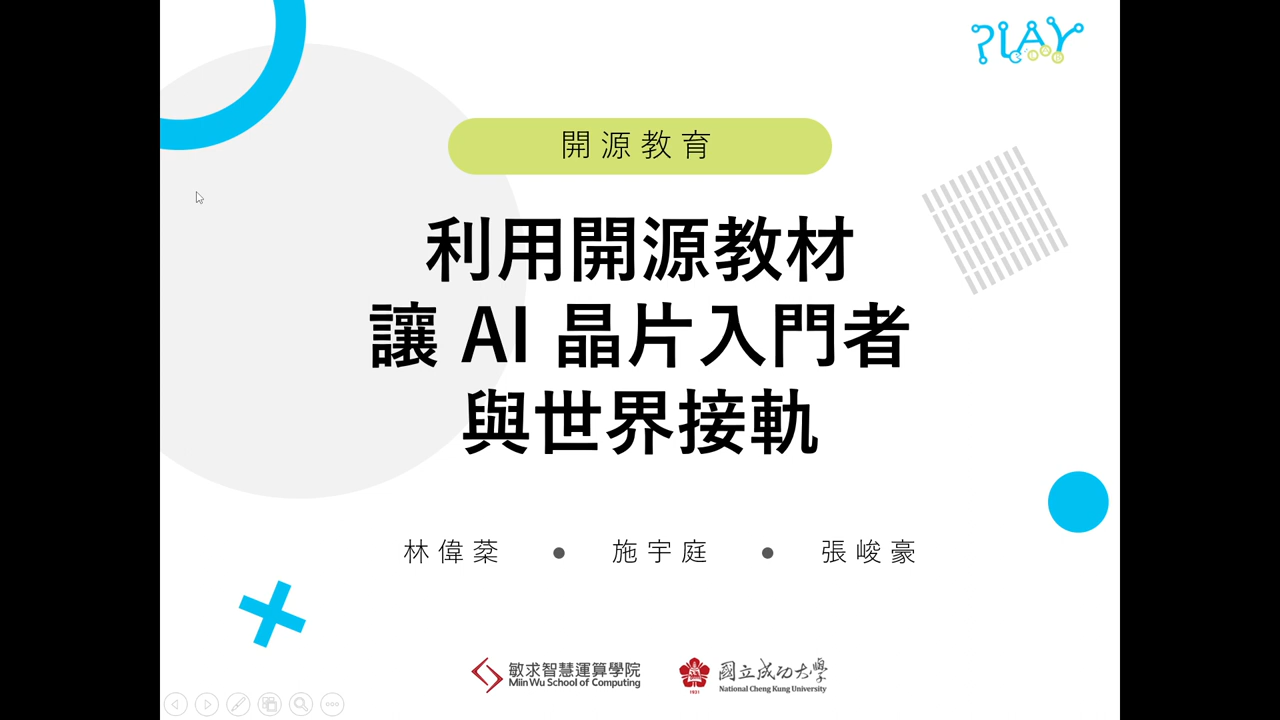 PLAY
開源教育
利用開源教材
讓 AI 晶片入門者
與世界接軌
林偉棻 ● 施宇庭 ● 張峻豪
敏求智慧運算學院
Miin Wu School of Computing
1931
國立成功大學
National Cheng Kung University